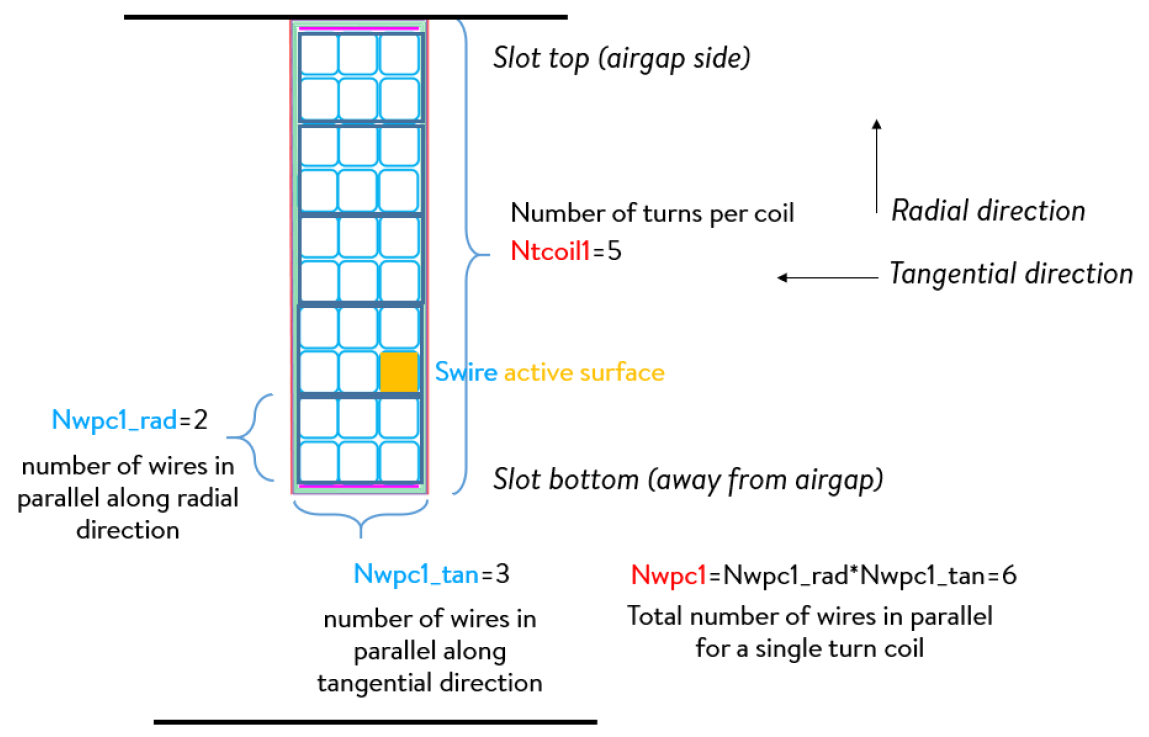 Slot top (airgap side)
Radial direction
Number of turns per coil
Ntcoil1=5
Tangential direction
Swire active surface
Nwpc1_rad=2
number of wires in
parallel along radial
direction
Slot bottom (away from airgap)
Nwpc1_tan=3
number of wires in
parallel along
tangential direction
Nwpc1=Nwpc1_rad*Nwpc1_tan=6
Total number of wires in parallel
for a single turn coil